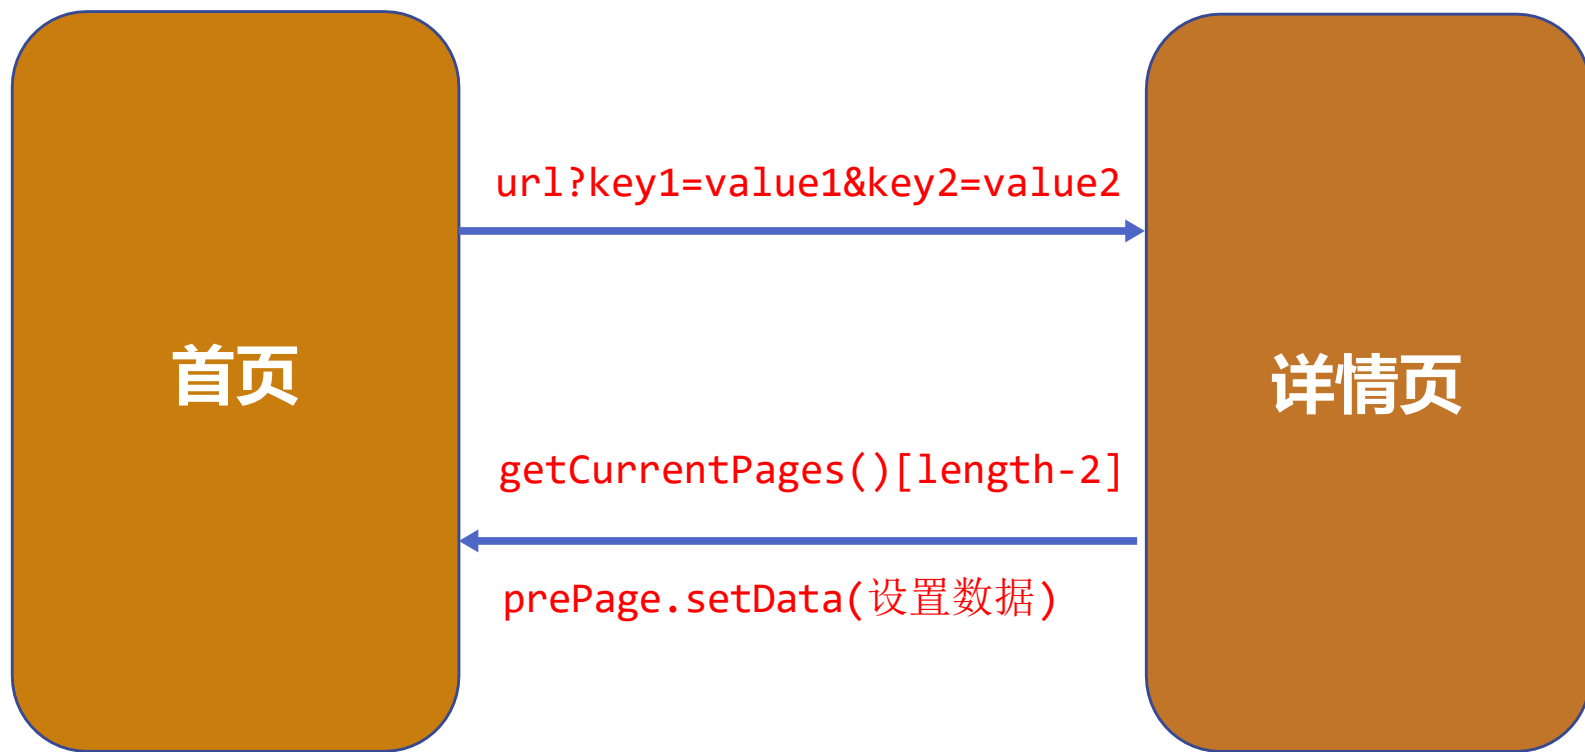 url?key1=value1&key2=value2
首页
详情页
getCurrentPages()[length-2]
prePage.setData(设置数据)